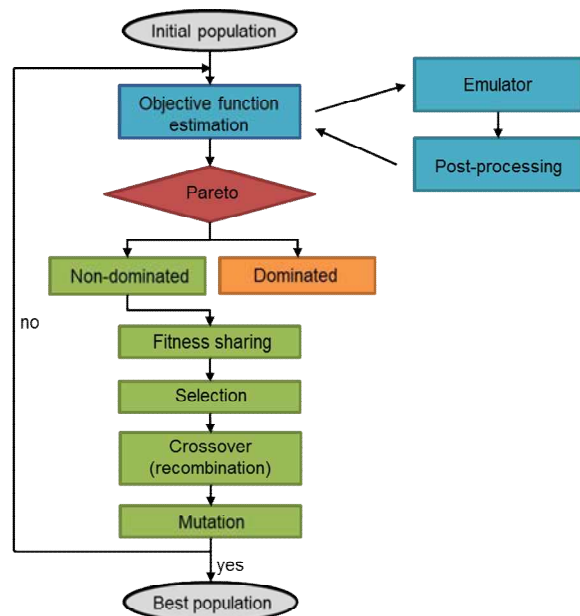 Initial population
Objective function
estimation
Emulator
Post-processing
Pareto
Non-dominated
Dominated
no
Fitness sharing
Selection
Crossover
(recombination)
Mutation
yes
Best population